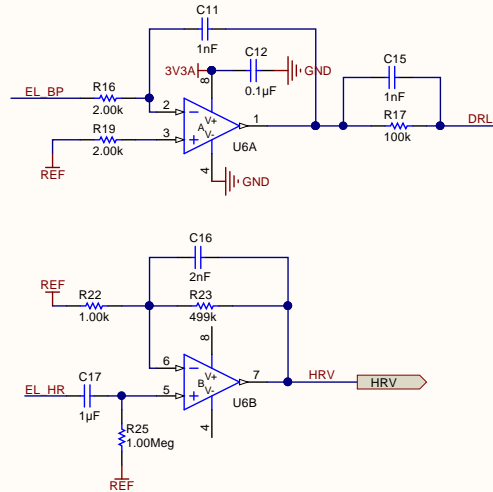 C11
1nF
3V3A
C12
0.1µF
GND
8
C15
1nF
EL_BP
R16
2.00k
2
V+
A
V-
1
U6A
R17
100k
DRL
R19
2.00k
3
REF
4
GND
C16
2nF
REF
R22
1.00k
R23
499k
8
6
V+
B
V-
7
HRV
HRV
EL_HR
C17
1µF
5
U6B
R25
1.00Meg
4
REF